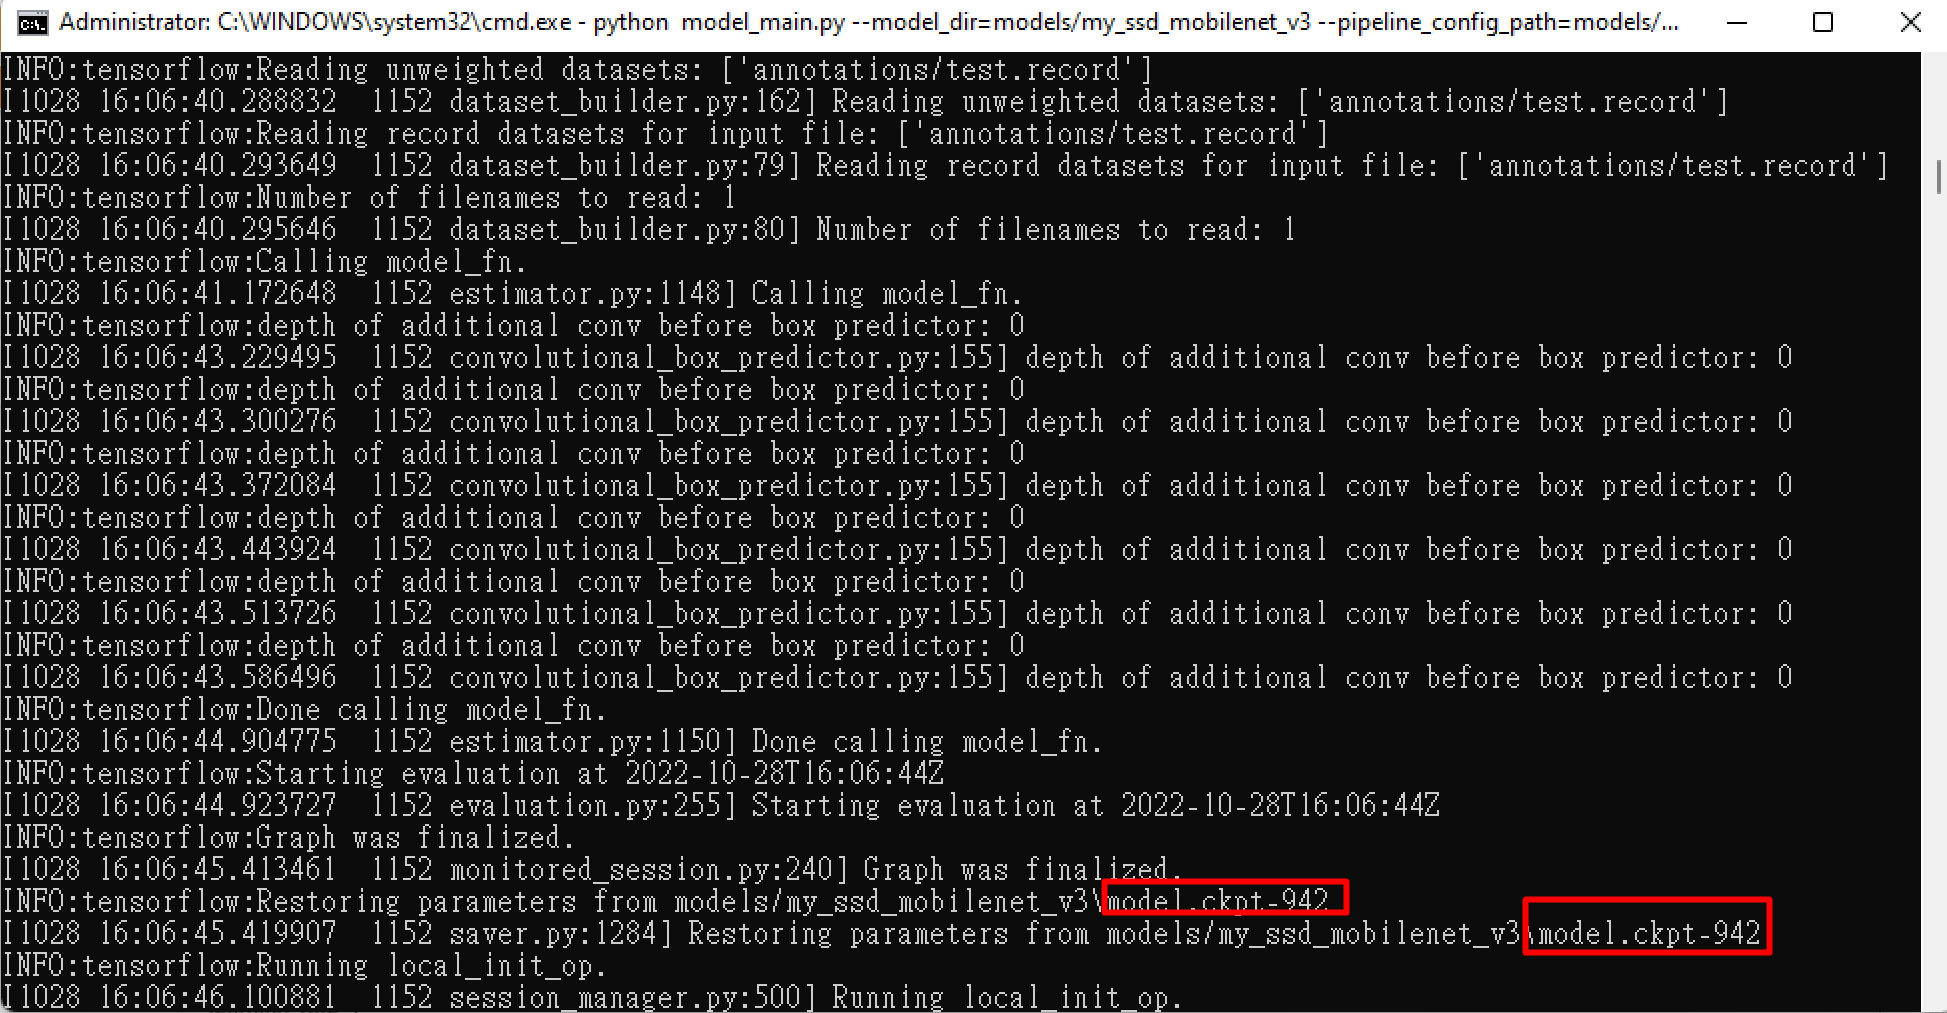 Administrator: C:\WINDOWS\system32\cmd.exe - python  model_main.py --model_dir=models/my_ssd_mobilenet_v3 --pipeline_config_path=models/...
INFO:tensorflow:Reading unweighted datasets: ['annotations/test.record']
I1028 16:06:40.288832  1152 dataset_builder.py:162] Reading unweighted datasets: ['annotations/test.record']
INFO:tensorflow:Reading record datasets for input file: ['annotations/test.record']
I1028 16:06:40.293649  1152 dataset_builder.py:79] Reading record datasets for input file: ['annotations/test.record']
INFO:tensorflow:Number of filenames to read: 1
I1028 16:06:40.295646  1152 dataset_builder.py:80] Number of filenames to read: 1
INFO:tensorflow:Calling model_fn.
I1028 16:06:41.172648  1152 estimator.py:1148] Calling model_fn.
INFO:tensorflow:depth of additional conv before box predictor: 0
I1028 16:06:43.229495  1152 convolutional_box_predictor.py:155] depth of additional conv before box predictor: 0
INFO:tensorflow:depth of additional conv before box predictor: 0
I1028 16:06:43.300276  1152 convolutional_box_predictor.py:155] depth of additional conv before box predictor: 0
INFO:tensorflow:depth of additional conv before box predictor: 0
I1028 16:06:43.372084  1152 convolutional_box_predictor.py:155] depth of additional conv before box predictor: 0
INFO:tensorflow:depth of additional conv before box predictor: 0
I1028 16:06:43.443924  1152 convolutional_box_predictor.py:155] depth of additional conv before box predictor: 0
INFO:tensorflow:depth of additional conv before box predictor: 0
I1028 16:06:43.513726  1152 convolutional_box_predictor.py:155] depth of additional conv before box predictor: 0
INFO:tensorflow:depth of additional conv before box predictor: 0
I1028 16:06:43.586496  1152 convolutional_box_predictor.py:155] depth of additional conv before box predictor: 0
INFO:tensorflow:Done calling model_fn.
I1028 16:06:44.904775  1152 estimator.py:1150] Done calling model_fn.
INFO:tensorflow:Starting evaluation at 2022-10-28T16:06:44Z
I1028 16:06:44.923727  1152 evaluation.py:255] Starting evaluation at 2022-10-28T16:06:44Z
INFO:tensorflow:Graph was finalized.
I1028 16:06:45.413461  1152 monitored_session.py:240] Graph was finalized.
INFO:tensorflow:Restoring parameters from models/my_ssd_mobilenet_v3\model.ckpt-942
I1028 16:06:45.419907  1152 saver.py:1284] Restoring parameters from models/my_ssd_mobilenet_v3\model.ckpt-942
INFO:tensorflow:Running local_init_op.
I1028 16:06:46.100881  1152 session_manager.py:500] Running local_init_op.